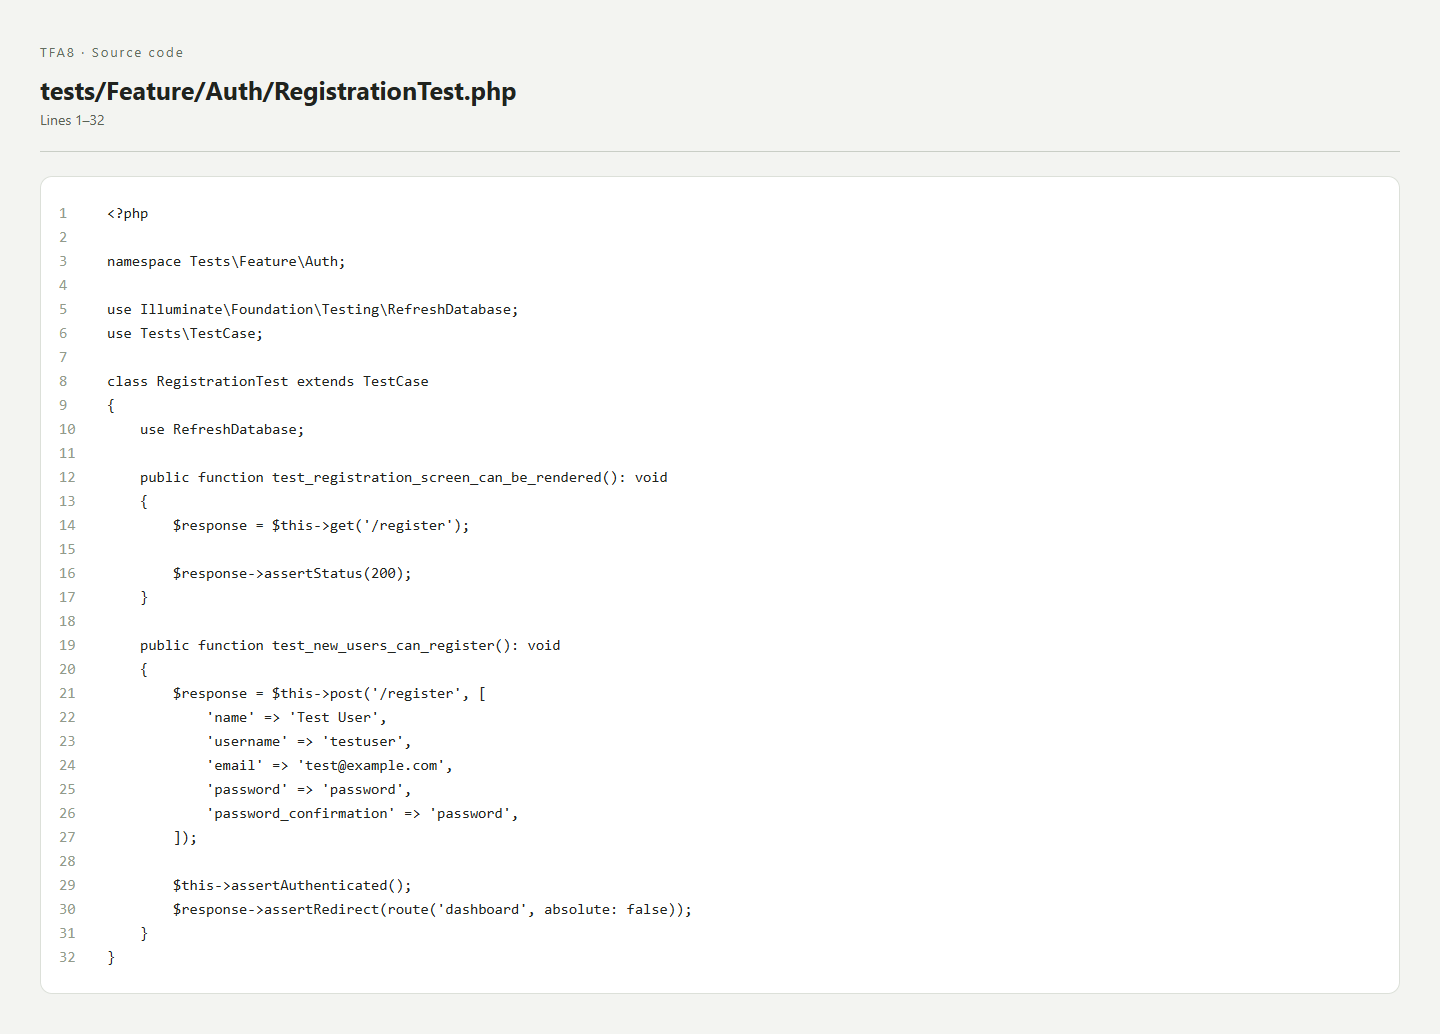 TFA8 · Source code
tests/Feature/Auth/RegistrationTest.php
Lines 1–32
1 <?php
2
3 namespace Tests\Feature\Auth;
4
5 use Illuminate\Foundation\Testing\RefreshDatabase;
6 use Tests\TestCase;
7
8 class RegistrationTest extends TestCase
9 {
10     use RefreshDatabase;
11
12     public function test_registration_screen_can_be_rendered(): void
13     {
14         $response = $this->get('/register');
15
16         $response->assertStatus(200);
17     }
18
19     public function test_new_users_can_register(): void
20     {
21         $response = $this->post('/register', [
22             'name' => 'Test User',
23             'username' => 'testuser',
24             'email' => 'test@example.com',
25             'password' => 'password',
26             'password_confirmation' => 'password',
27         ]);
28
29         $this->assertAuthenticated();
30         $response->assertRedirect(route('dashboard', absolute: false));
31     }
32 }